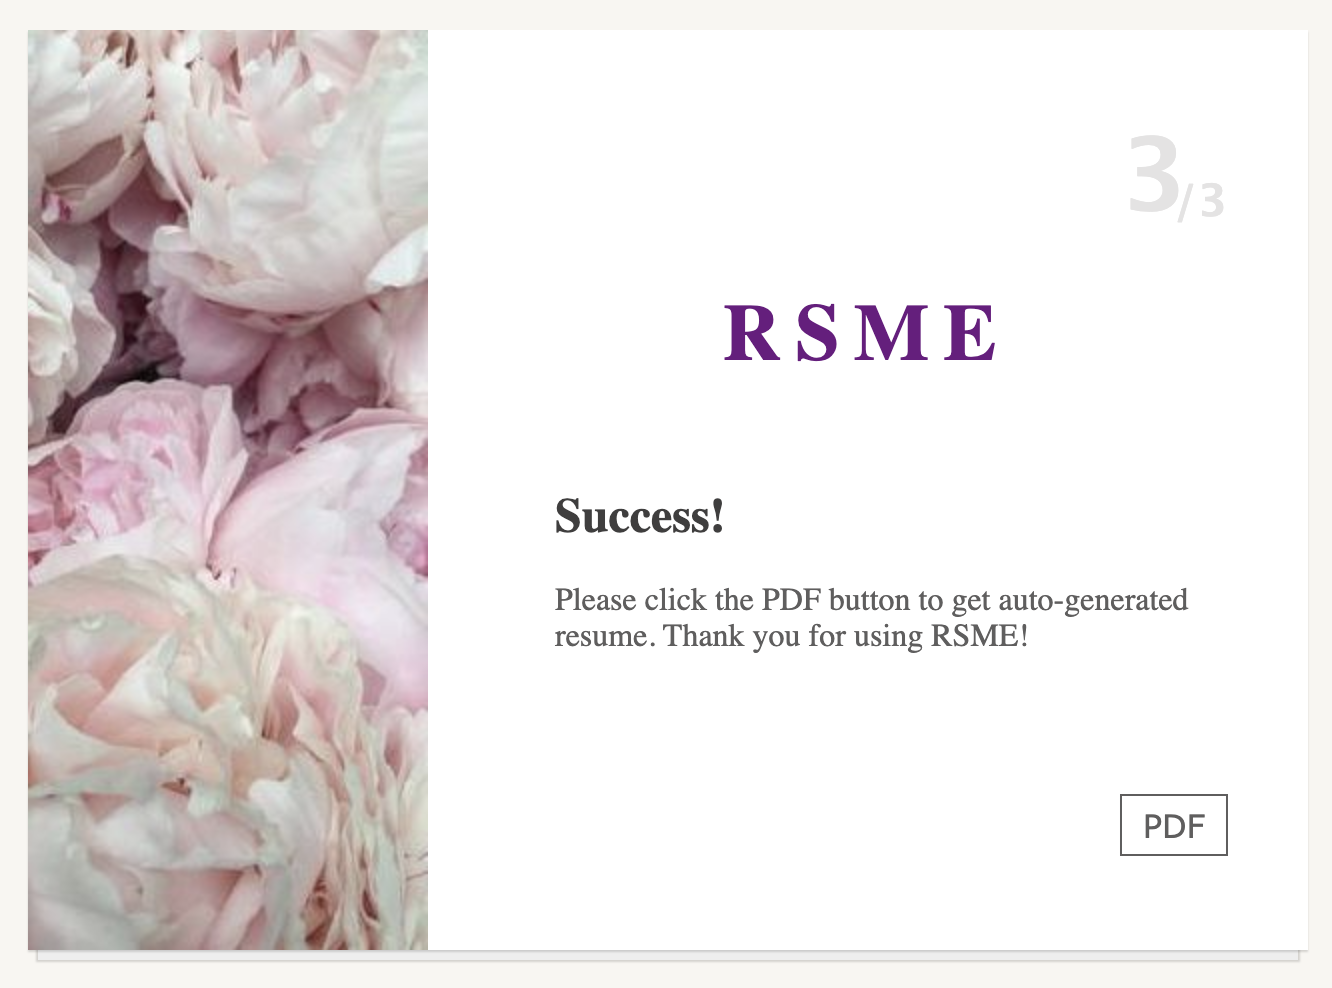 3/3
RSME
Success!
Please click the PDF button to get auto-generated
resume. Thank you for using RSME!
PDF